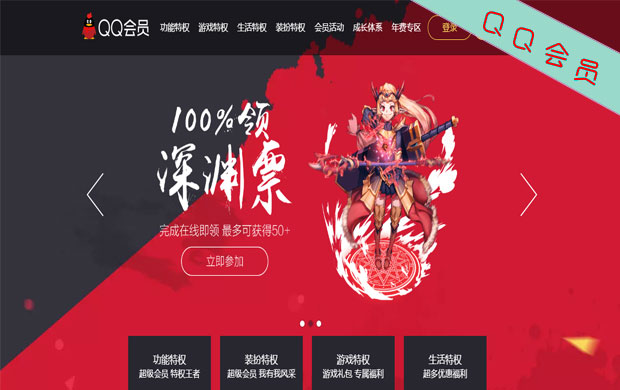 QQ会员
功能特权 游戏特权 生活特权 装扮特权 会员活动 成长体系 年费专区 登录
QQ会员
100%领
深渊票
完成在线即领 最多可获得50+
立即参加
功能特权
超级会员 特权王者
装扮特权
超级会员 我有我风采
游戏特权
游戏礼包 专属福利
生活特权
超多优惠福利